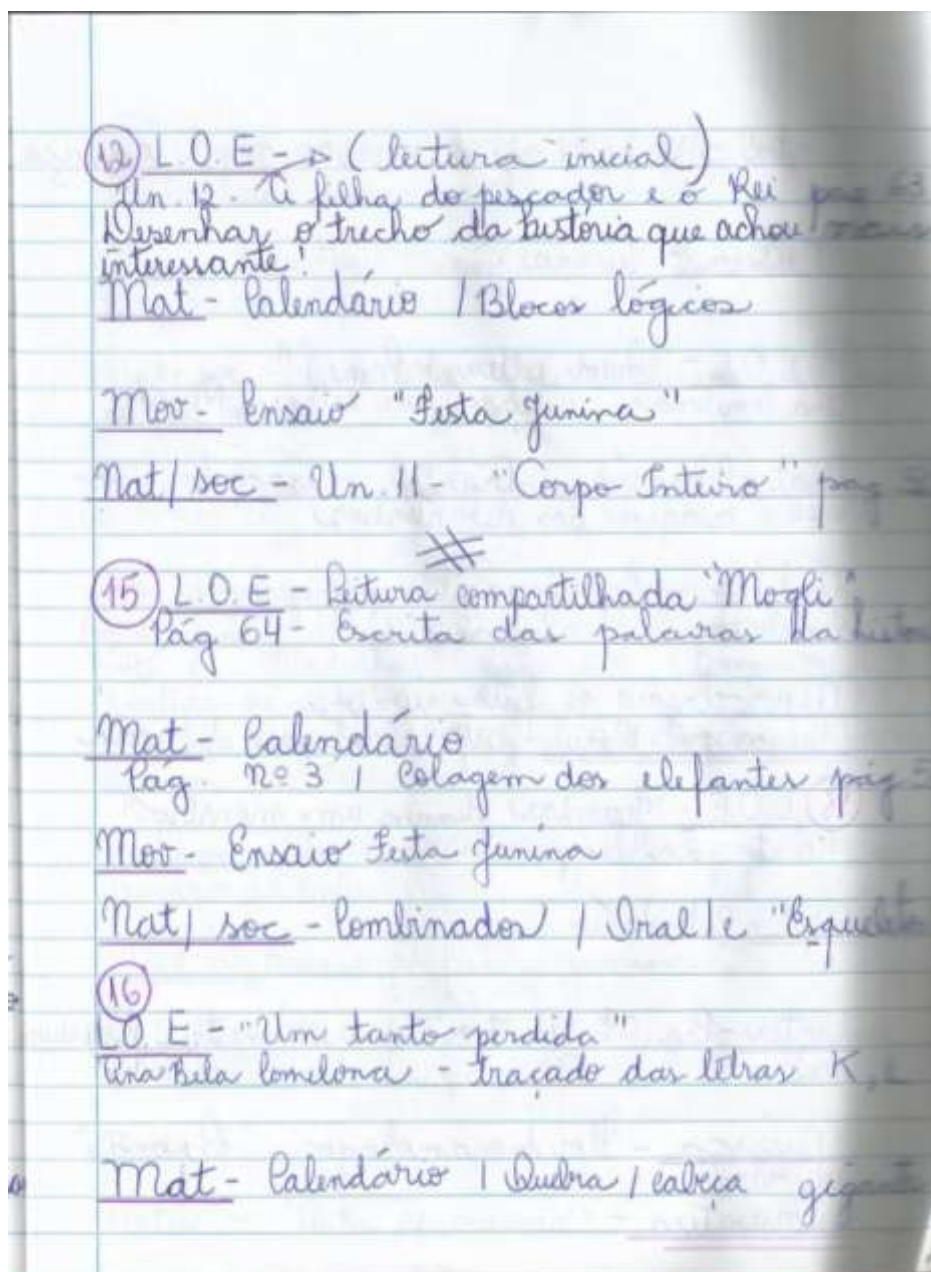 12 L. O. E -> (leitura inicial)
Un. 12 - A filha do pescador e o Rei pag 63
Desenhar o trecho da história que achou mais
interessante!
Mat - Calendário / Blocos lógicos
Mov - Ensaio "Festa Junina"
Nat/soc - Un. 11 - "Corpo Inteiro" pag
15 L. O. E - Leitura compartilhada "Mogli"
Pág 64 - Escrita das palavras da
Mat - Calendário
Pág. nº 3 / Colagem dos elefantes pág
Mov - Ensaio Festa Junina
Nat/ soc - Combinados / Oral/e "Esqueleto
16
L O. E - "Um tanto perdida"
Ana Bela Comilona - traçado das letras K, L
Mat - Calendário / Quebra / cabeça gigante